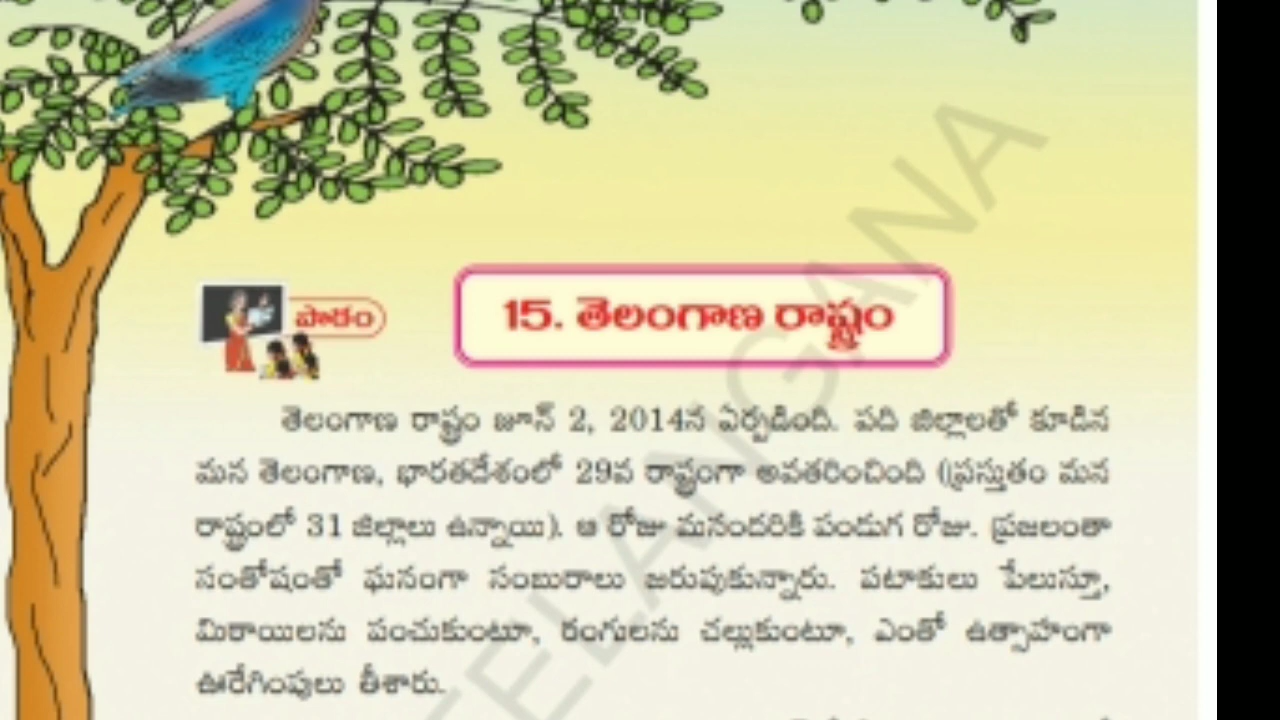 పాఠం
15. తెలంగాణ రాష్ట్రం
తెలంగాణ రాష్ట్రం జూన్ 2, 2014న ఏర్పడింది. పది జిల్లాలతో కూడిన
మన తెలంగాణ, భారతదేశంలో 29వ రాష్ట్రంగా అవతరించింది (ప్రస్తుతం మన
రాష్ట్రంలో 31 జిల్లాలు ఉన్నాయి). ఆ రోజు మనందరికీ పండుగ రోజు. ప్రజలంతా
సంతోషంతో ఘనంగా సంబురాలు జరుపుకున్నారు. పటాకులు పేలుస్తూ,
మిఠాయిలను పంచుకుంటూ, రంగులను చల్లుకుంటూ, ఎంతో ఉత్సాహంగా
ఊరేగింపులు తీశారు.
TELANGANA